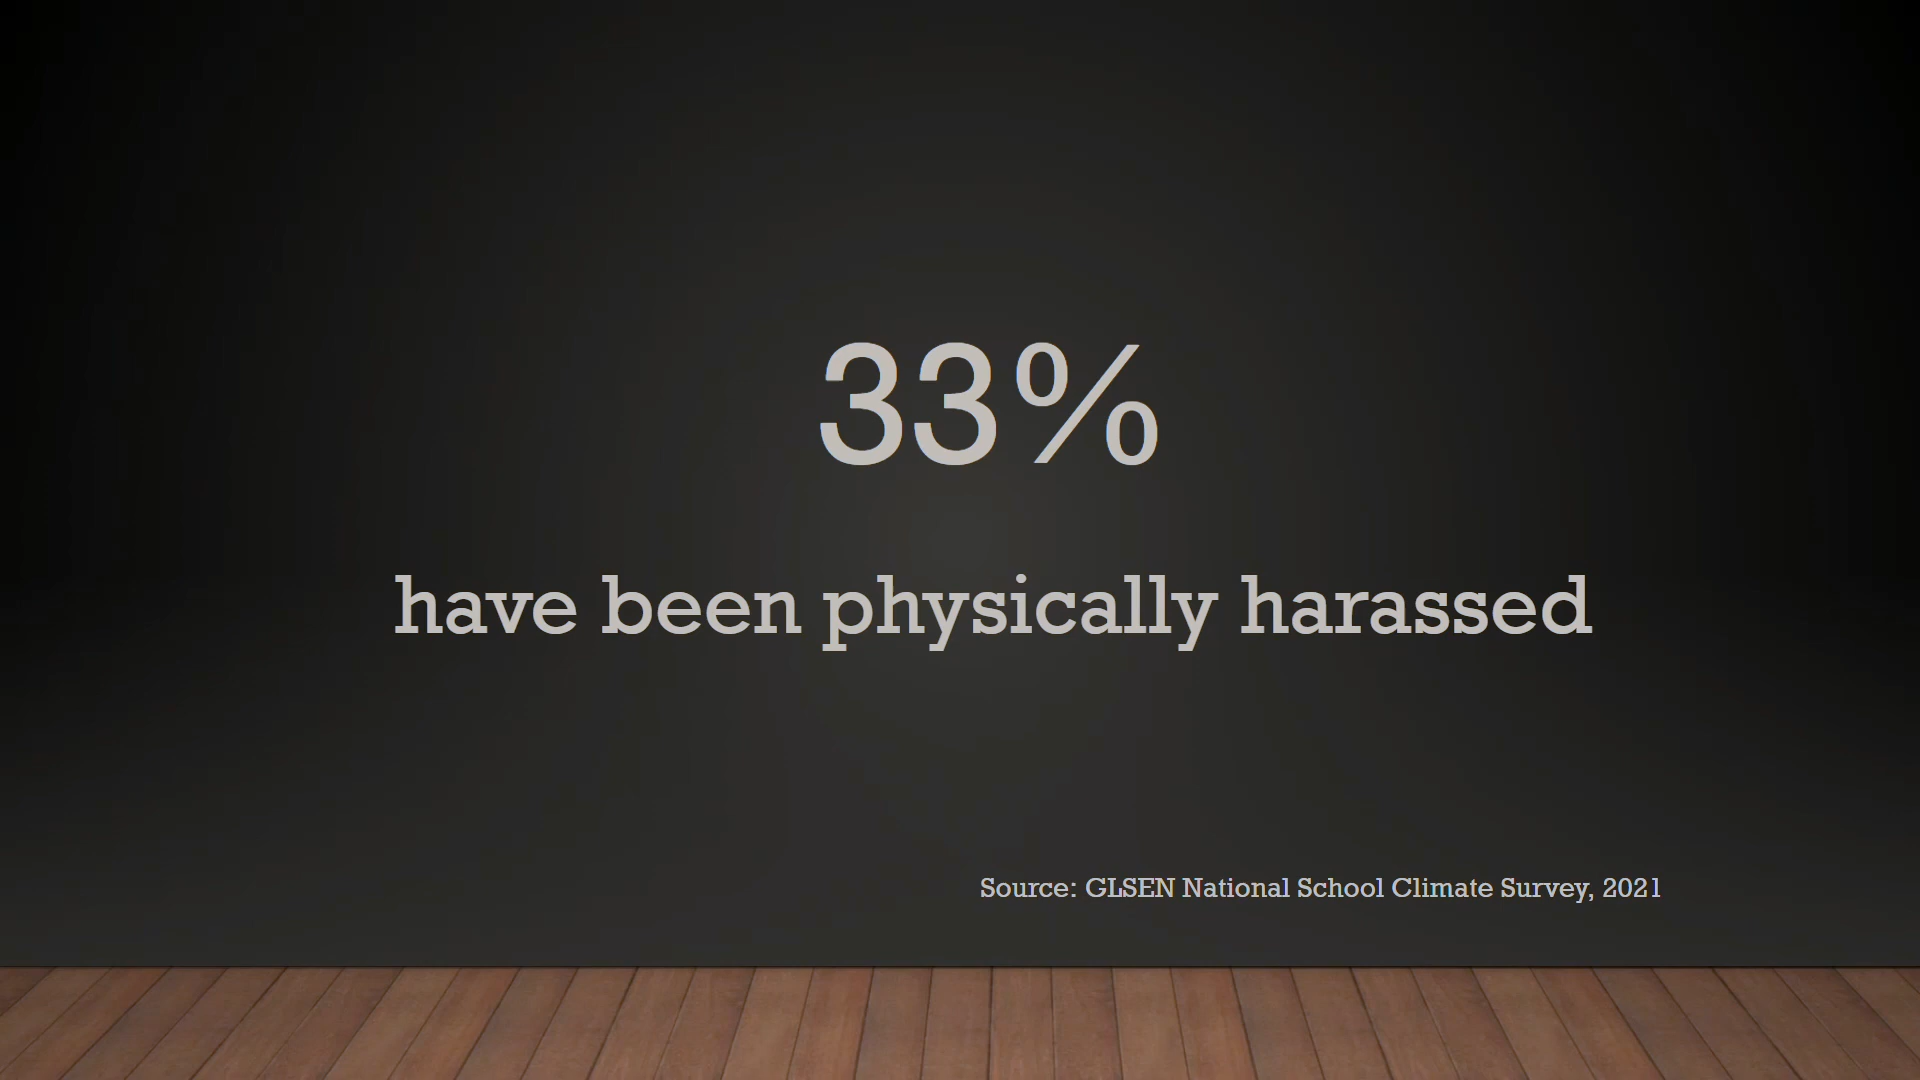 33%
have been physically harassed
Source: GLSEN National School Climate Survey, 2021